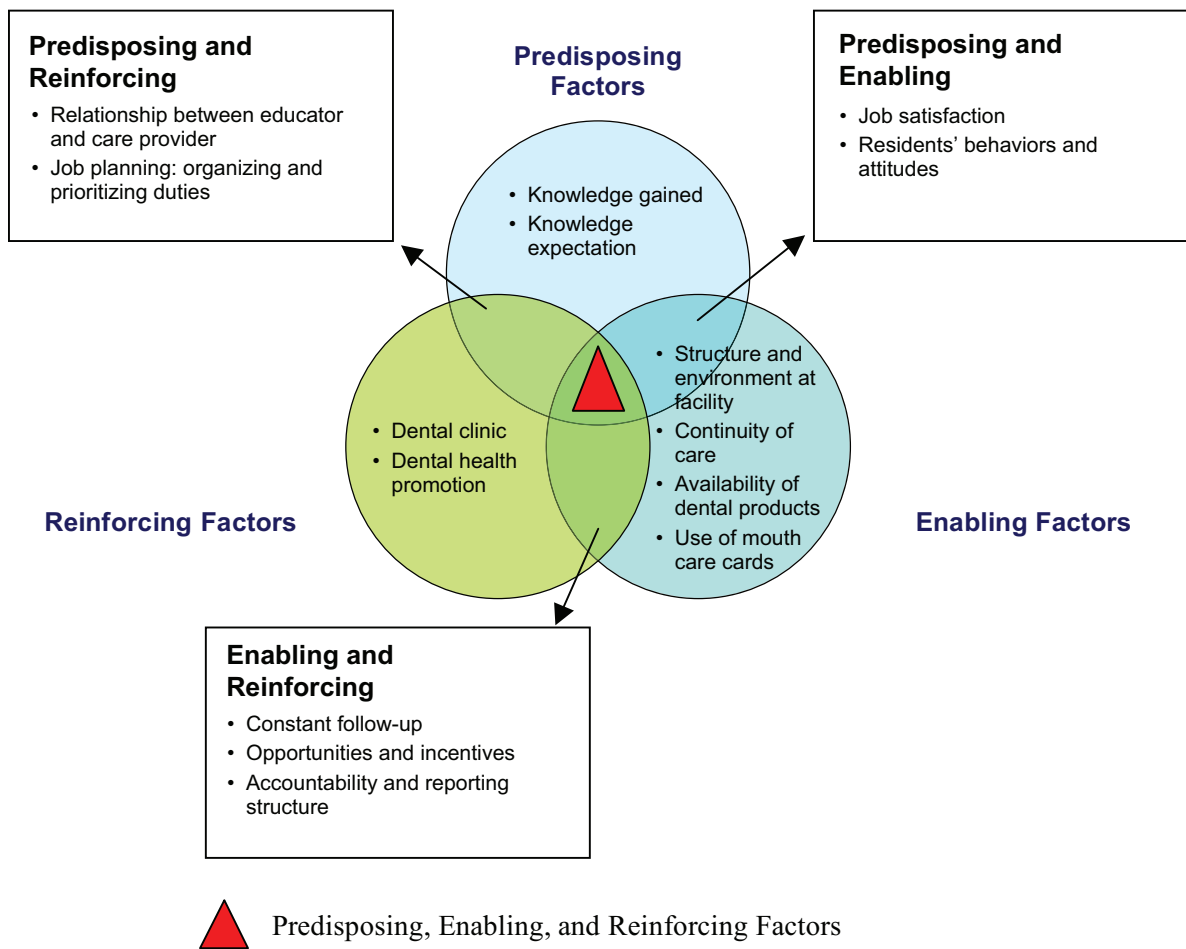 Predisposing and
Reinforcing
• Relationship between educator
and care provider
• Job planning: organizing and
prioritizing duties
Predisposing
Factors
Predisposing and
Enabling
• Job satisfaction
• Residents’ behaviors and
attitudes
• Knowledge gained
• Knowledge
expectation
• Dental clinic
• Dental health
promotion
• Structure and
environment at
facility
• Continuity of
care
• Availability of
dental products
• Use of mouth
care cards
Reinforcing Factors
Enabling Factors
Enabling and
Reinforcing
• Constant follow-up
• Opportunities and incentives
• Accountability and reporting
structure
Predisposing, Enabling, and Reinforcing Factors